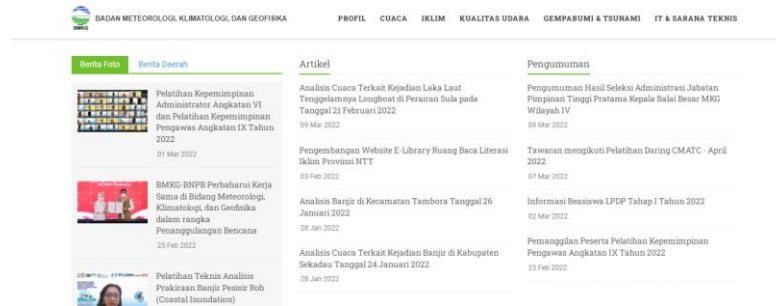 BMKG
BADAN METEOROLOGI, KLIMATOLOGI, DAN GEOFISIKA
PROFIL CUACA IKLIM KUALITAS UDARA GEMPABUMI & TSUNAMI IT & SARANA TEKNIS
Berita Foto Berita Daerah
Pelatihan Kepemimpinan
Administrator Angkatan VI
dan Pelatihan Kepemimpinan
Pengawas Angkatan IX Tahun
2022
01 Mar 2022
BMKG-BNPB Perbaharui Kerja
Sama di Bidang Meteorologi,
Klimatologi, dan Geofisika
dalam rangka
Penanggulangan Bencana
25 Feb 2022
Pelatihan Teknis Analisis
Prakiraan Banjir Pesisir Rob
(Coastal Inundation)
Artikel
Analisis Cuaca Terkait Kejadian Laka Laut
Tenggelamnya Longboat di Perairan Sula pada
Tanggal 21 Februari 2022
09 Mar 2022
Pengembangan Website E-Library Ruang Baca Literasi
Iklim Provinsi NTT
03 Feb 2022
Analisis Banjir di Kecamatan Tambora Tanggal 26
Januari 2022
28 Jan 2022
Analisis Cuaca Terkait Kejadian Banjir di Kabupaten
Sekadau Tanggal 24 Januari 2022
28 Jan 2022
Pengumuman
Pengumuman Hasil Seleksi Administrasi Jabatan
Pimpinan Tinggi Pratama Kepala Balai Besar MKG
Wilayah IV
09 Mar 2022
Tawaran mengikuti Pelatihan Daring CMATC - April
2022
07 Mar 2022
Informasi Beasiswa LPDP Tahap I Tahun 2022
02 Mar 2022
Pemanggilan Peserta Pelatihan Kepemimpinan
Pengawas Angkatan IX Tahun 2022
25 Feb 2022